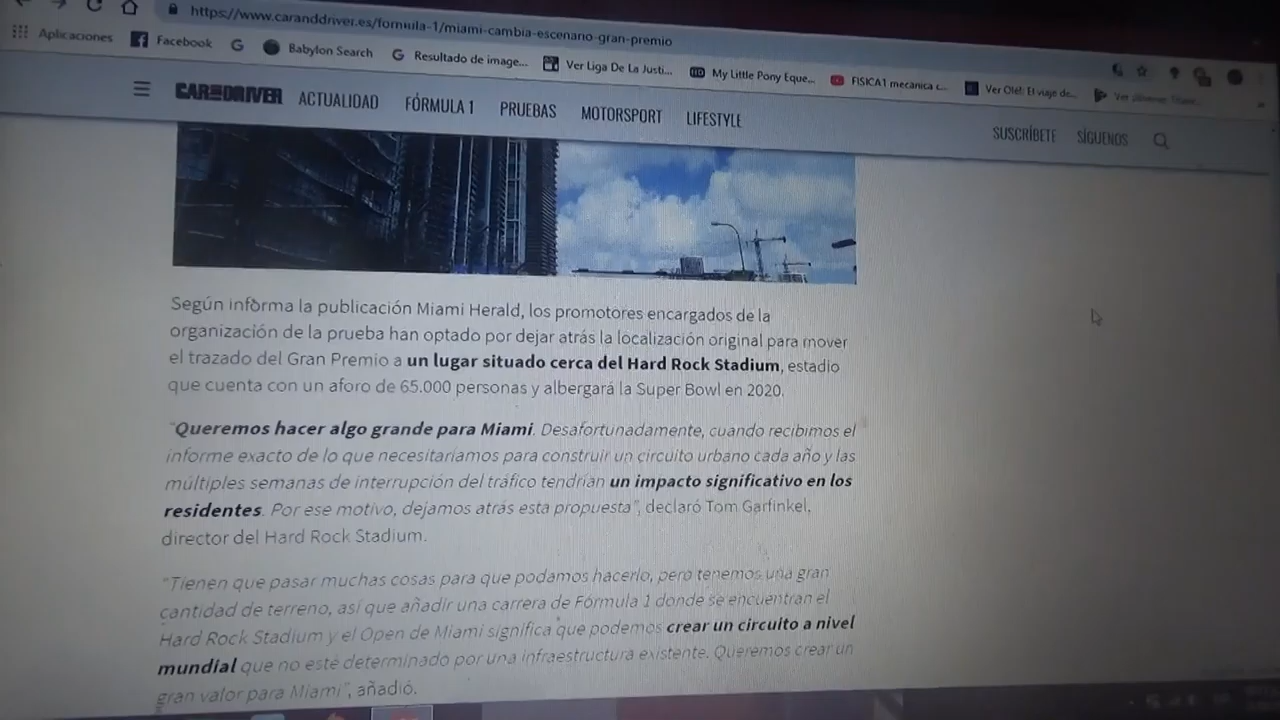 https://www.caranddriver.es/formula-1/miami-cambia-escenario-gran-premio
Aplicaciones Facebook Babylon Search Resultado de image... Ver Liga De La Justi... My Little Pony Eque... FISICA1 mecanica c... Ver Olé!: El viaje de...
CAR AND DRIVER ACTUALIDAD FÓRMULA 1 PRUEBAS MOTORSPORT LIFESTYLE SUSCRÍBETE SÍGUENOS
Según informa la publicación Miami Herald, los promotores encargados de la
organización de la prueba han optado por dejar atrás la localización original para mover
el trazado del Gran Premio a un lugar situado cerca del Hard Rock Stadium, estadio
que cuenta con un aforo de 65.000 personas y albergará la Super Bowl en 2020.
"Queremos hacer algo grande para Miami. Desafortunadamente, cuando recibimos el
informe exacto de lo que necesitaríamos para construir un circuito urbano cada año y las
múltiples semanas de interrupción del tráfico tendrían un impacto significativo en los
residentes. Por ese motivo, dejamos atrás esta propuesta", declaró Tom Garfinkel,
director del Hard Rock Stadium.
"Tienen que pasar muchas cosas para que podamos hacerlo, pero tenemos una gran
cantidad de terreno, así que añadir una carrera de Fórmula 1 donde se encuentran el
Hard Rock Stadium y el Open de Miami significa que podemos crear un circuito a nivel
mundial que no esté determinado por una infraestructura existente. Queremos crear un
gran valor para Miami", añadió.